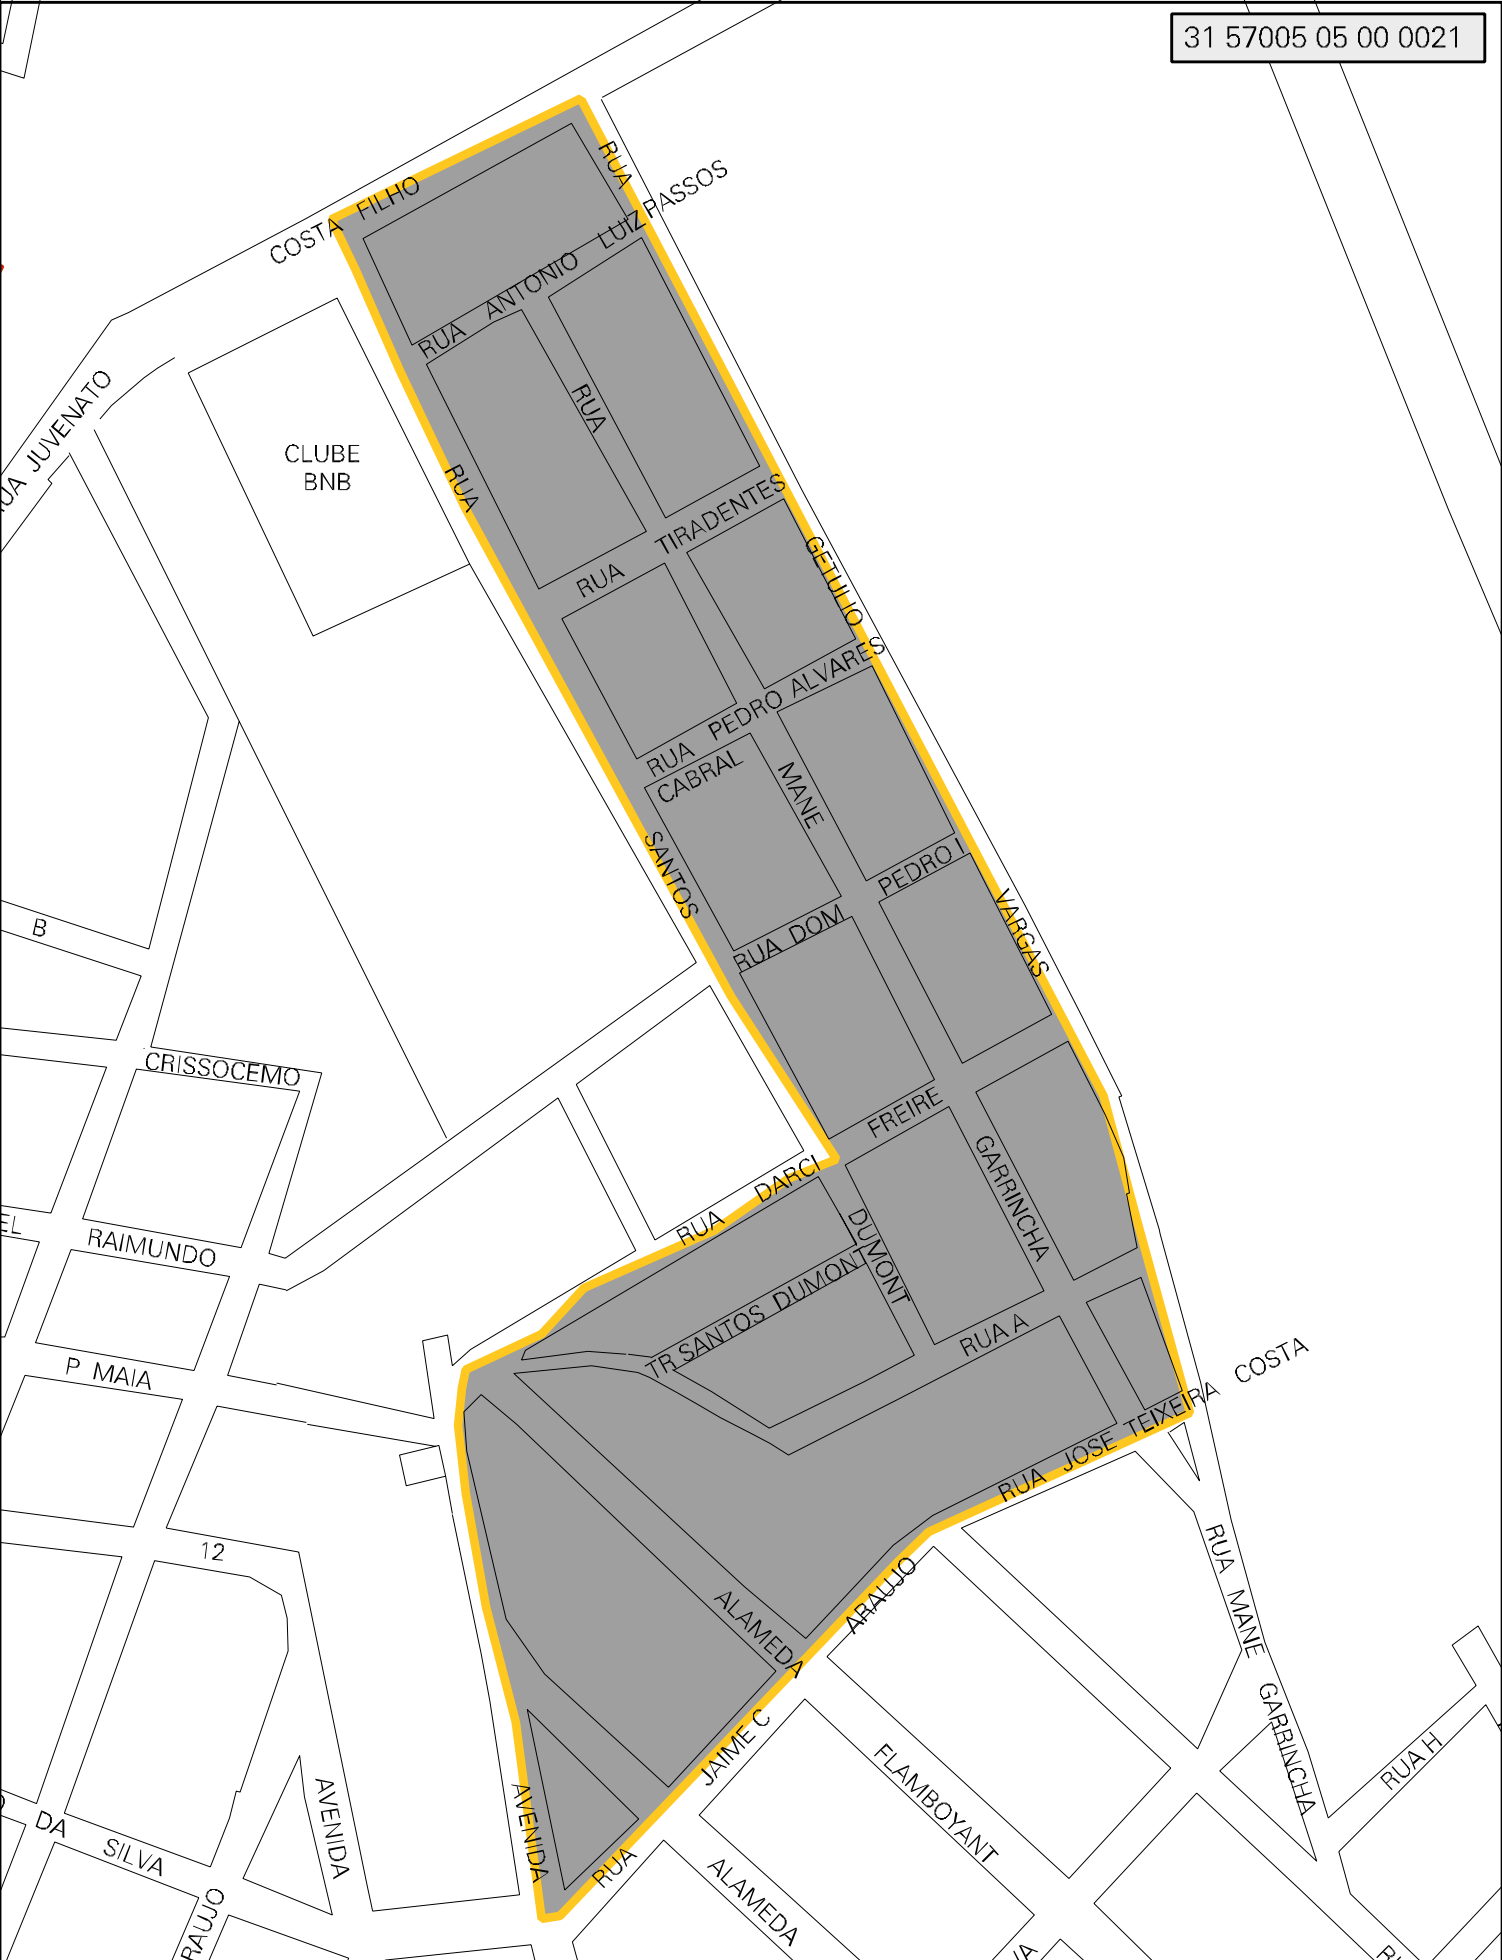 31 57005 05 00 0021
COSTA FILHO
RUA
RUA ANTONIO LUIZ PASSOS
RUA JUVENATO
CLUBE
BNB
RUA
RUA
RUA TIRADENTES
GETULIO
RUA PEDRO ALVARES
CABRAL
MANE
SANTOS
PEDRO I
RUA DOM
VARGAS
B
CRISSOCEMO
FREIRE
GARRINCHA
RUA DARCI
DUMONT
EL
RAIMUNDO
TR SANTOS DUMONT
RUA A
P MAIA
RUA JOSE TEIXEIRA COSTA
12
RUA MANE GARRINCHA
ALAMEDA
ARAUJO
JAIME C
RUA
FLAMBOYANT
RUA H
AVENIDA
AVENIDA
DA SILVA
ALAMEDA
RAUJO